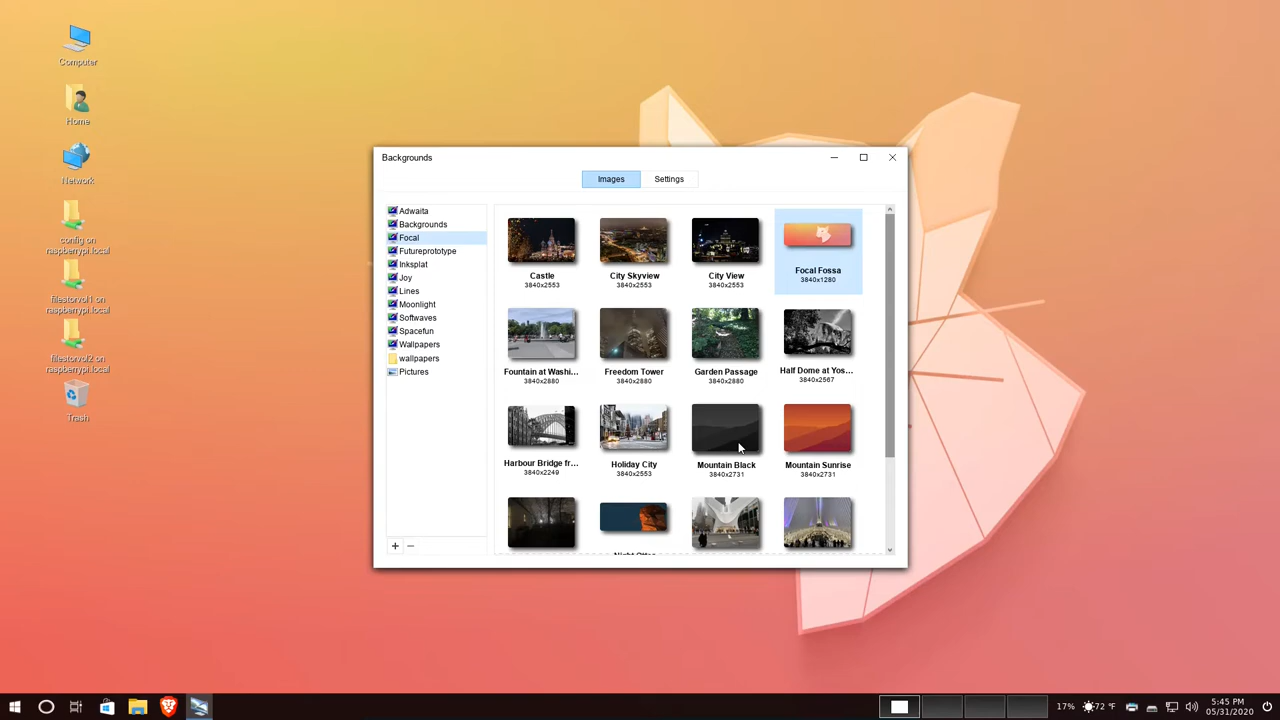 Computer
Home
Network
config on
raspberrypi.local
filestorvol1 on
raspberrypi.local
filestorvol2 on
raspberrypi.local
Trash
Backgrounds
Images
Settings
Adwaita
Backgrounds
Focal
Futureprototype
Inksplat
Joy
Lines
Moonlight
Softwaves
Spacefun
Wallpapers
wallpapers
Pictures
Castle
3840x2553
City Skyview
3840x2553
City View
3840x2553
Focal Fossa
3840x1280
Fountain at Washi...
3840x2880
Freedom Tower
3840x2880
Garden Passage
3840x2880
Half Dome at Yos...
3840x2567
Harbour Bridge fr...
3840x2249
Holiday City
3840x2553
Mountain Black
3840x2731
Mountain Sunrise
3840x2731
17%
72 °F
5:45 PM
05/31/2020